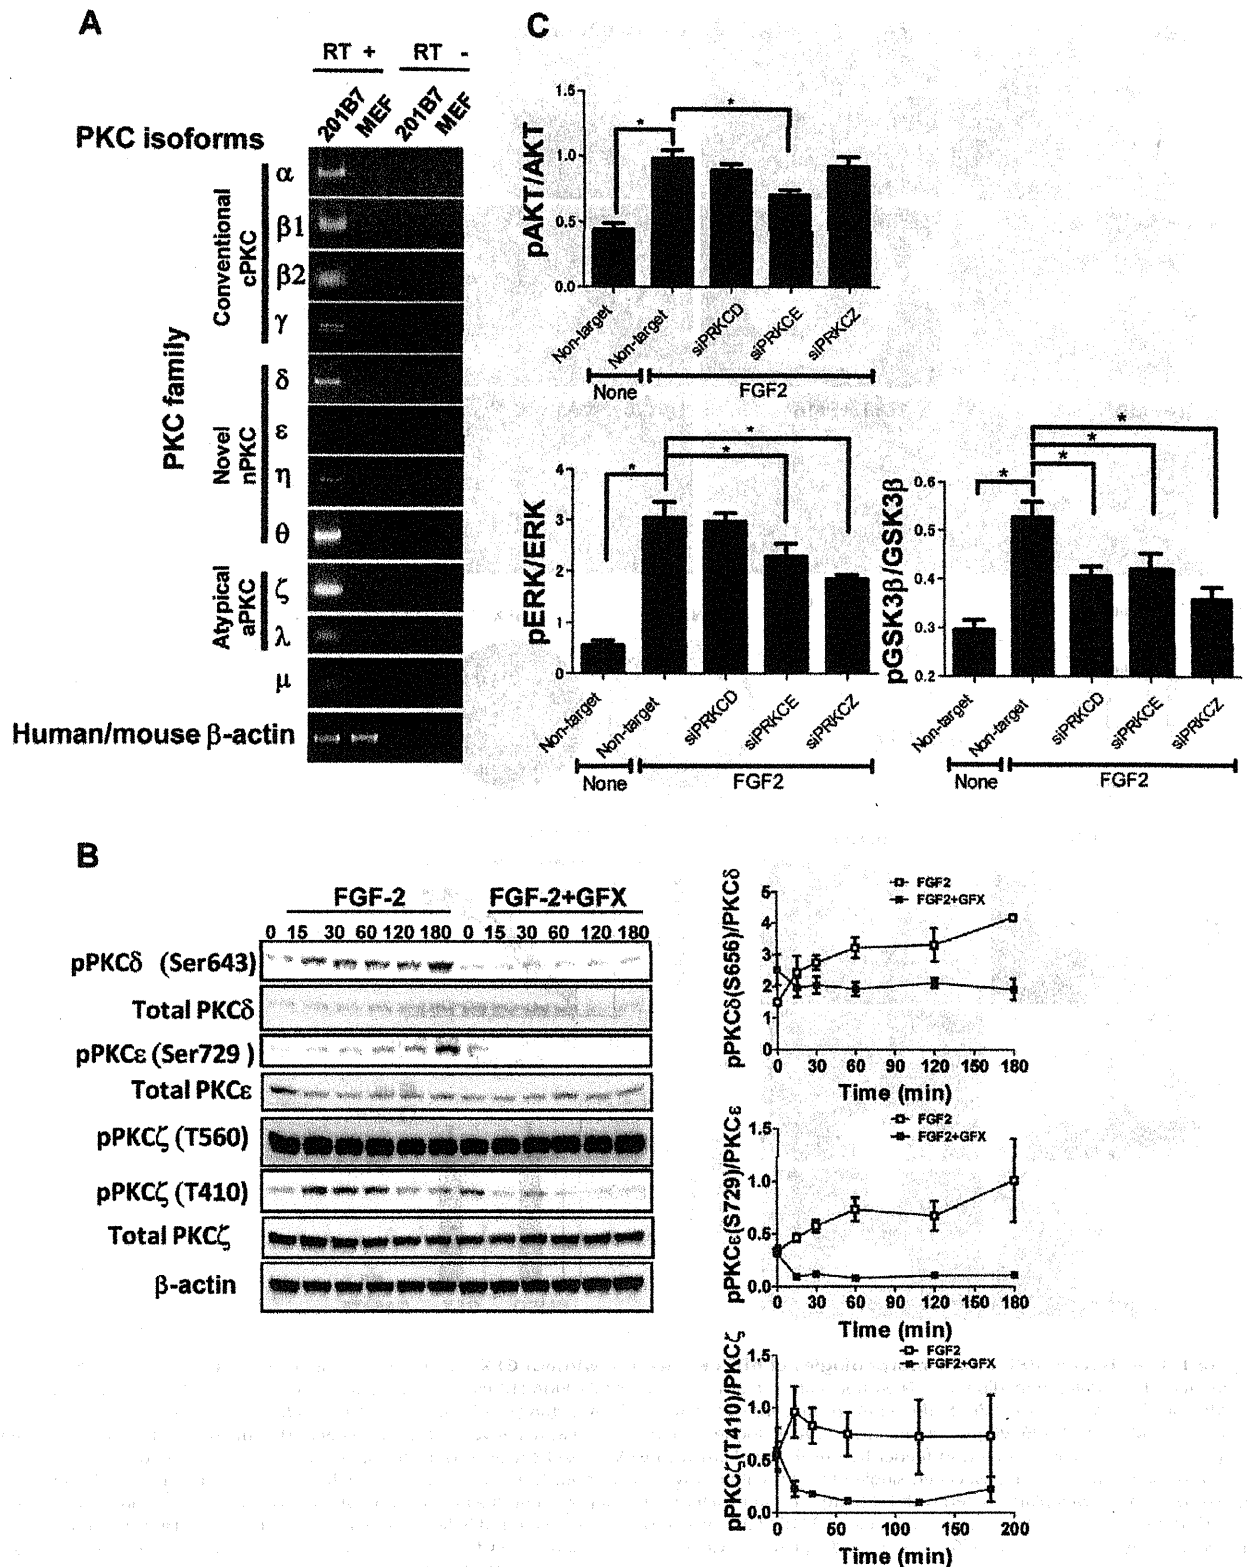 A
RT +
RT -
201B7
MEF
201B7
MEF
PKC isoforms
PKC family
Conventional
cPKC
α
β1
β2
γ
Novel
nPKC
δ
ε
η
θ
Atypical
aPKC
ζ
λ
μ
Human/mouse β-actin
C
pAKT/AKT
1.5
1.0
0.5
0.0
*
*
Non-target
Non-target
siPRKCD
siPRKCE
siPRKCZ
None
FGF2
pERK/ERK
4
3
2
1
0
*
*
*
Non-target
Non-target
siPRKCD
siPRKCE
siPRKCZ
None
FGF2
pGSK3β/GSK3β
0.6
0.5
0.4
0.3
0.2
*
*
*
*
Non-target
Non-target
siPRKCD
siPRKCE
siPRKCZ
None
FGF2
B
FGF-2
FGF-2+GFX
0 15 30 60 120 180 0 15 30 60 120 180
pPKCδ (Ser643)
Total PKCδ
pPKCε (Ser729 )
Total PKCε
pPKCζ (T560)
pPKCζ (T410)
Total PKCζ
β-actin
pPKCδ(S656)/PKCδ
FGF2
FGF2+GFX
5
4
3
2
1
0
0 30 60 90 120 150 180
Time (min)
pPKCε(S729)/PKCε
FGF2
FGF2+GFX
1.5
1.0
0.5
0.0
0 30 60 90 120 150 180
Time (min)
pPKCζ(T410)/PKCζ
FGF2
FGF2+GFX
1.5
1.0
0.5
0.0
0 50 100 150 200
Time (min)